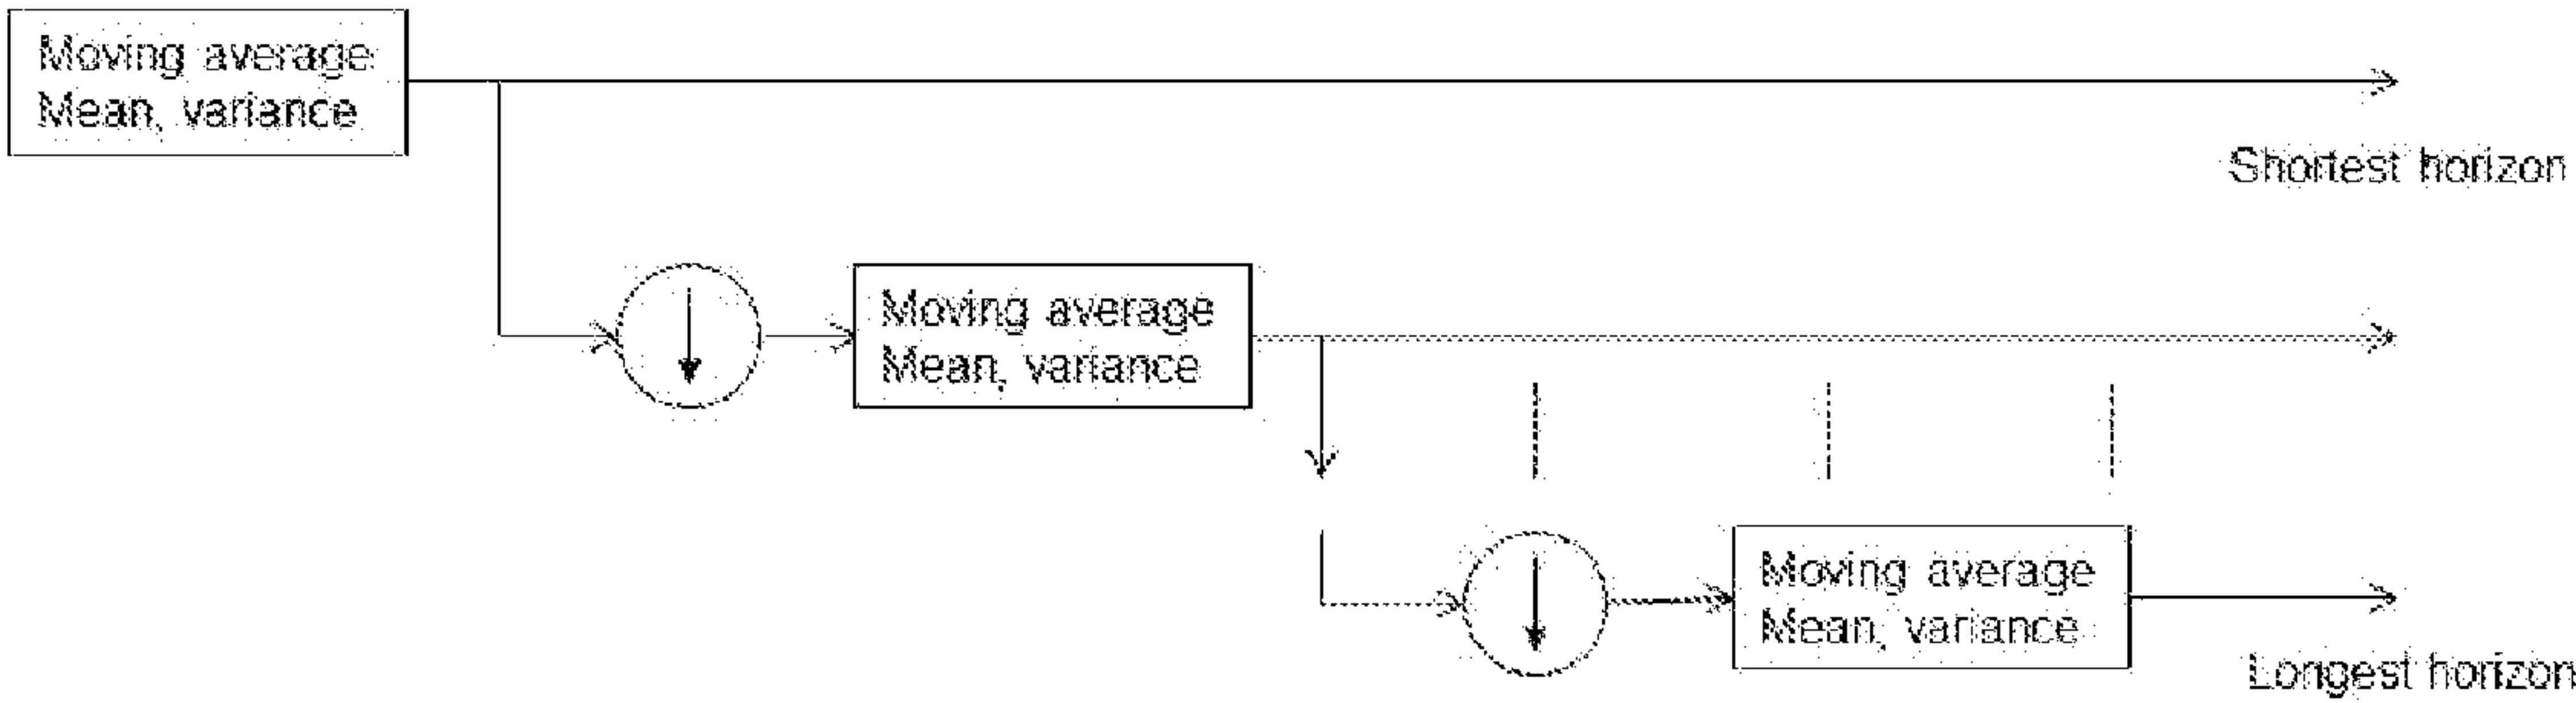 Moving average
Mean, variance
Shortest horizon
Moving average
Mean, variance
Moving average
Mean, variance
Longest horizon